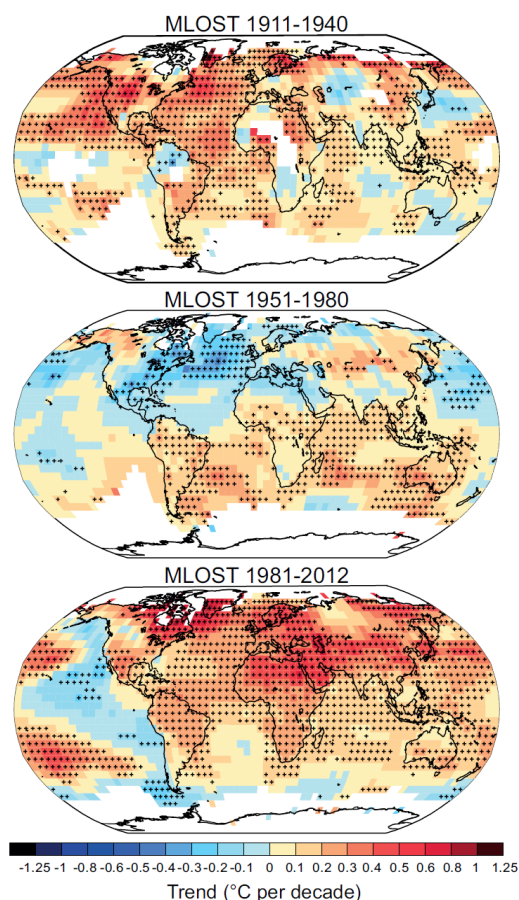 MLOST 1911-1940
MLOST 1951-1980
MLOST 1981-2012
-1.25 -1 -0.8 -0.6 -0.5 -0.4 -0.3 -0.2 -0.1 0 0.1 0.2 0.3 0.4 0.5 0.6 0.8 1 1.25
Trend (°C per decade)